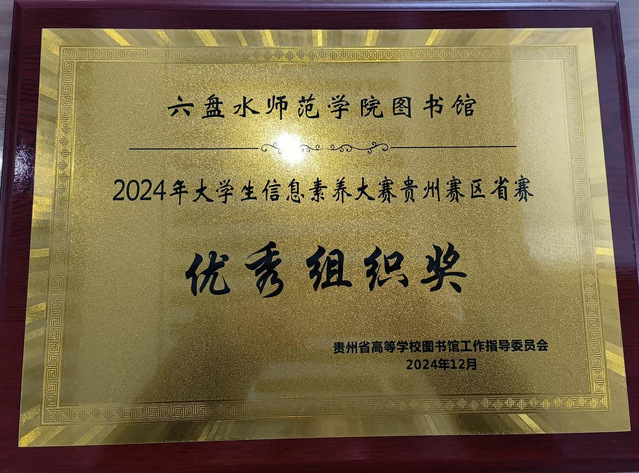 六盘水师范学院图书馆
2024年大学生信息素养大赛贵州赛区省赛
优秀组织奖
贵州省高等学校图书馆工作指导委员会
2024年12月